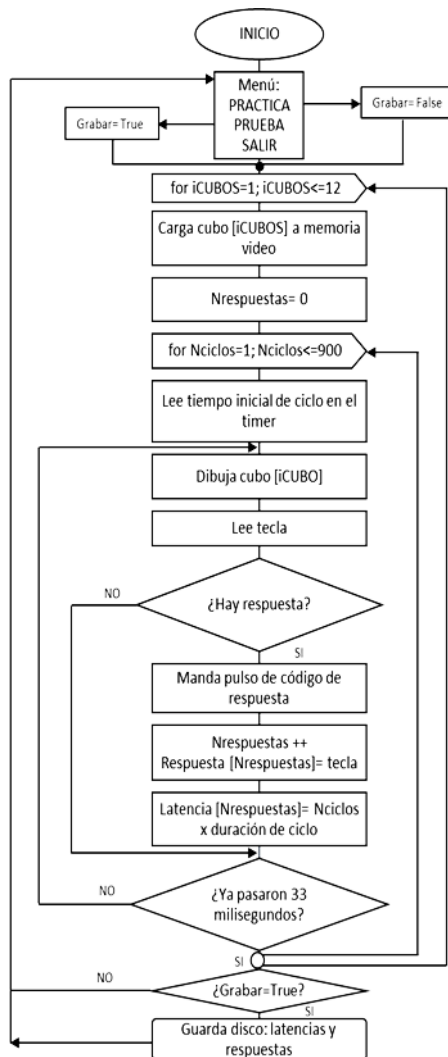 INICIO
Menú:
PRACTICA
PRUEBA
SALIR
Grabar= True
Grabar= False
for iCUBOS=1; iCUBOS<=12
Carga cubo [iCUBOS] a memoria
video
Nrespuestas= 0
for Nciclos=1; Nciclos<=900
Lee tiempo inicial de ciclo en el
timer
Dibuja cubo [iCUBO]
Lee tecla
NO
¿Hay respuesta?
SI
Manda pulso de código de
respuesta
Nrespuestas ++
Respuesta [Nrespuestas]= tecla
Latencia [Nrespuestas]= Nciclos
x duración de ciclo
NO
¿Ya pasaron 33
milisegundos?
SI
NO
¿Grabar=True?
SI
Guarda disco: latencias y
respuestas